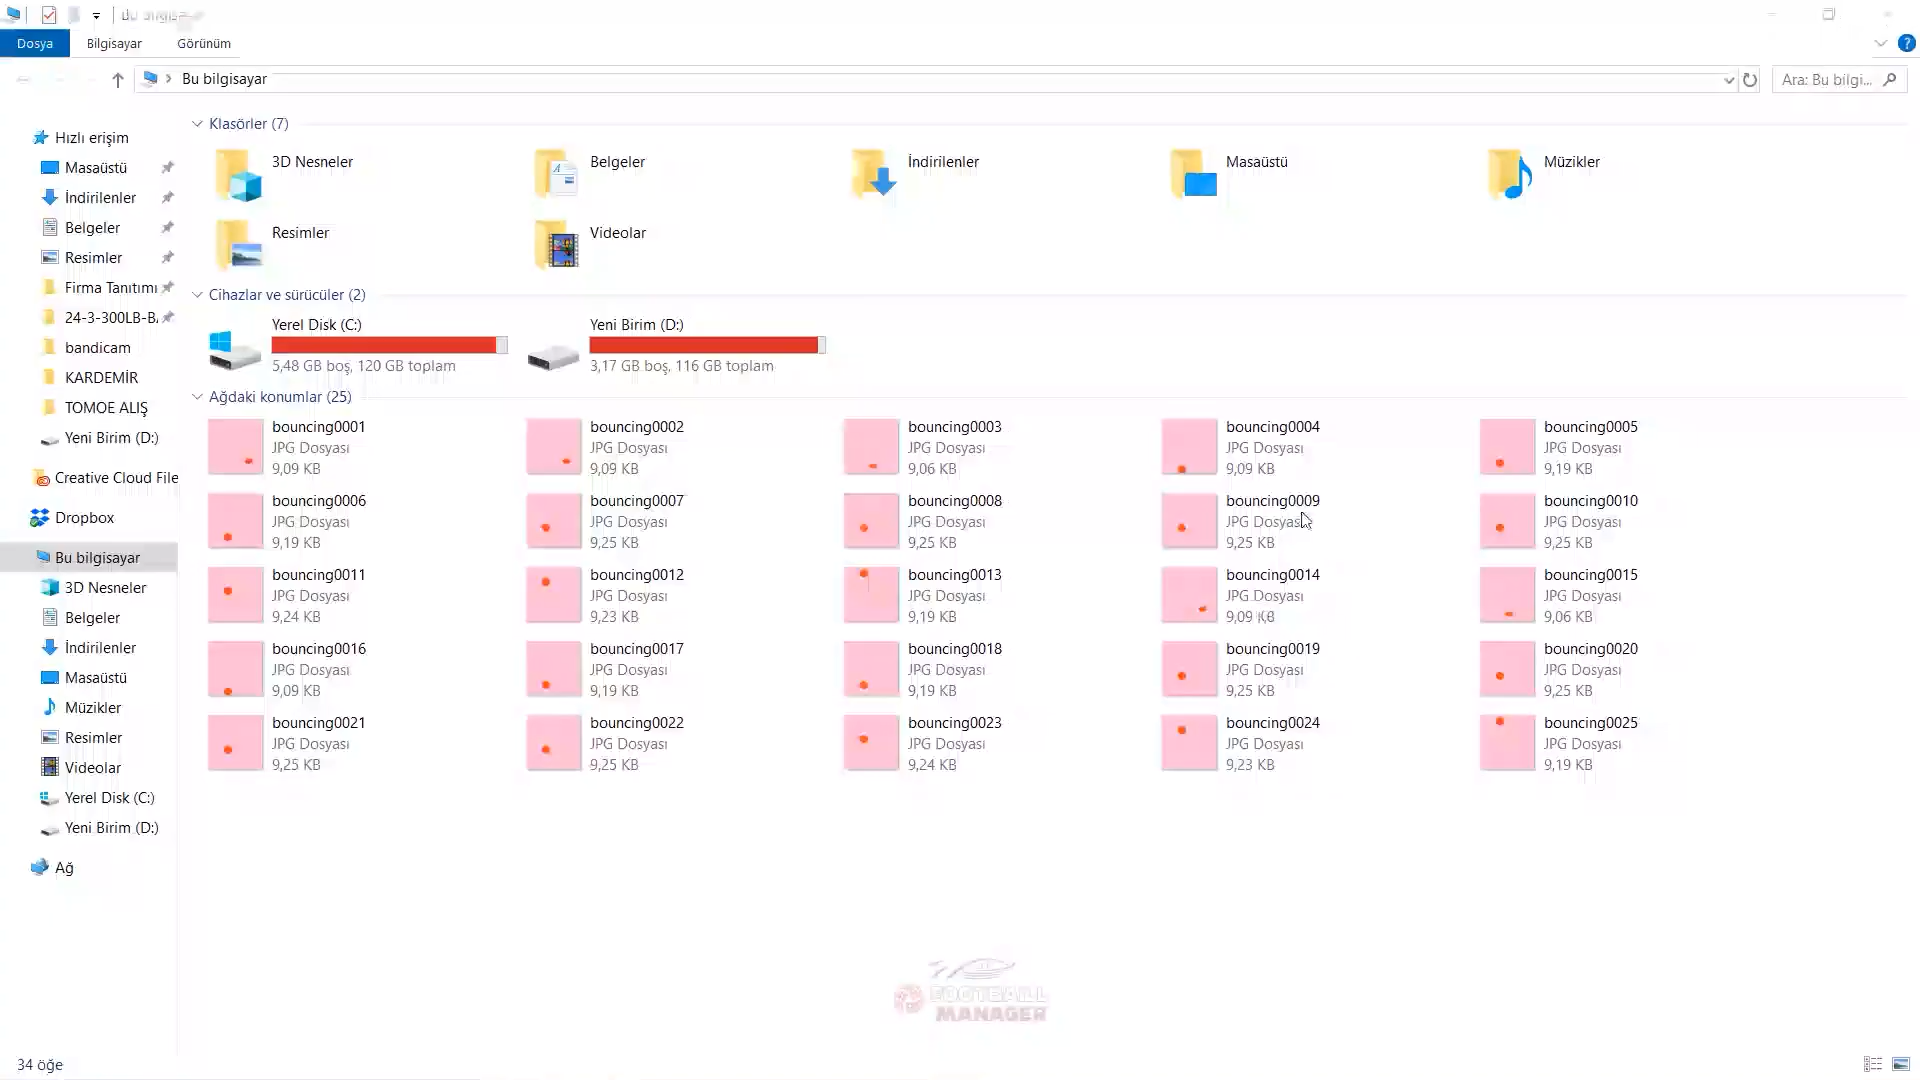 Bu bilgisayar
Dosya
Bilgisayar
Görünüm
Bu bilgisayar
Ara: Bu bilgi...
Hızlı erişim
Masaüstü
İndirilenler
Belgeler
Resimler
Firma Tanıtımı
24-3-300LB-B
bandicam
KARDEMİR
TOMOE ALIŞ
Yeni Birim (D:)
Creative Cloud File
Dropbox
Bu bilgisayar
3D Nesneler
Belgeler
İndirilenler
Masaüstü
Müzikler
Resimler
Videolar
Yerel Disk (C:)
Yeni Birim (D:)
Ağ
Klasörler (7)
3D Nesneler
Belgeler
İndirilenler
Masaüstü
Müzikler
Resimler
Videolar
Cihazlar ve sürücüler (2)
Yerel Disk (C:)
5,48 GB boş, 120 GB toplam
Yeni Birim (D:)
3,17 GB boş, 116 GB toplam
Ağdaki konumlar (25)
bouncing0001
JPG Dosyası
9,09 KB
bouncing0002
JPG Dosyası
9,09 KB
bouncing0003
JPG Dosyası
9,06 KB
bouncing0004
JPG Dosyası
9,09 KB
bouncing0005
JPG Dosyası
9,19 KB
bouncing0006
JPG Dosyası
9,19 KB
bouncing0007
JPG Dosyası
9,25 KB
bouncing0008
JPG Dosyası
9,25 KB
bouncing0009
JPG Dosyası
9,25 KB
bouncing0010
JPG Dosyası
9,25 KB
bouncing0011
JPG Dosyası
9,24 KB
bouncing0012
JPG Dosyası
9,23 KB
bouncing0013
JPG Dosyası
9,19 KB
bouncing0014
JPG Dosyası
9,09 KB
bouncing0015
JPG Dosyası
9,06 KB
bouncing0016
JPG Dosyası
9,09 KB
bouncing0017
JPG Dosyası
9,19 KB
bouncing0018
JPG Dosyası
9,19 KB
bouncing0019
JPG Dosyası
9,25 KB
bouncing0020
JPG Dosyası
9,25 KB
bouncing0021
JPG Dosyası
9,25 KB
bouncing0022
JPG Dosyası
9,25 KB
bouncing0023
JPG Dosyası
9,24 KB
bouncing0024
JPG Dosyası
9,23 KB
bouncing0025
JPG Dosyası
9,19 KB
FOOTBALL
MANAGER
34 öğe